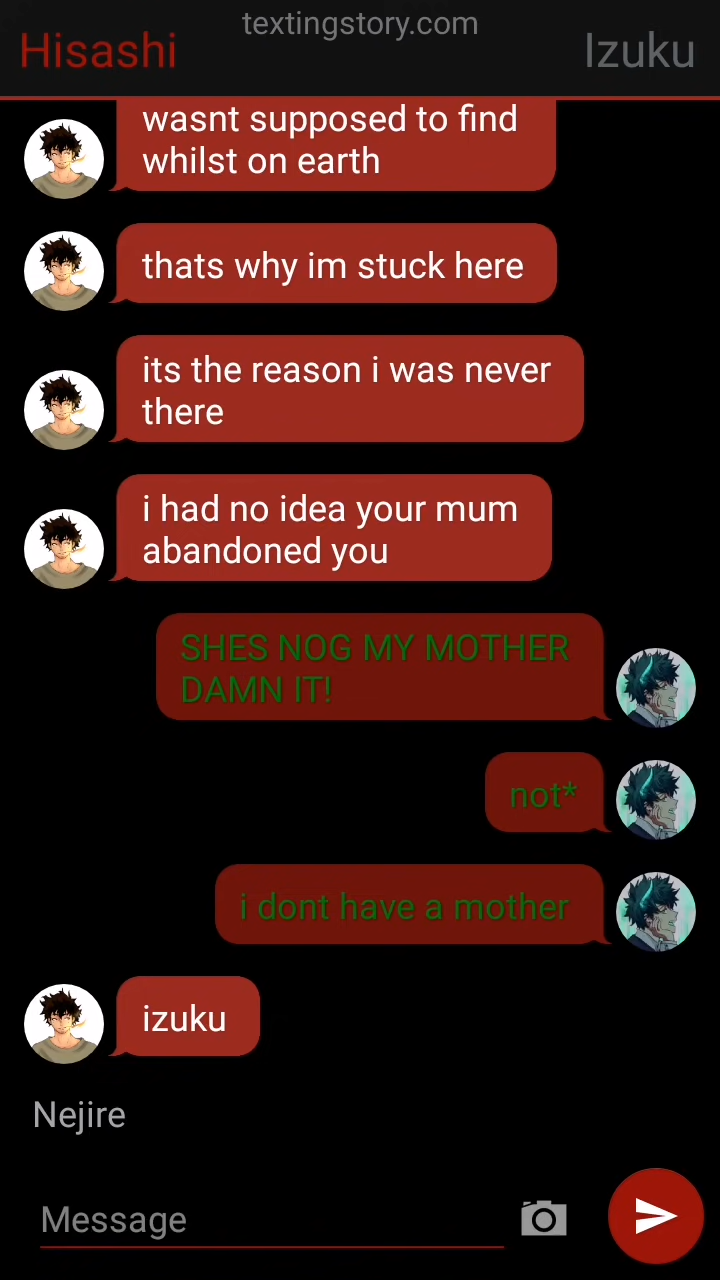 textingstory.com
Hisashi
Izuku
wasnt supposed to find
whilst on earth
thats why im stuck here
its the reason i was never
there
i had no idea your mum
abandoned you
SHES NOG MY MOTHER
DAMN IT!
not*
i dont have a mother
izuku
Nejire
Message